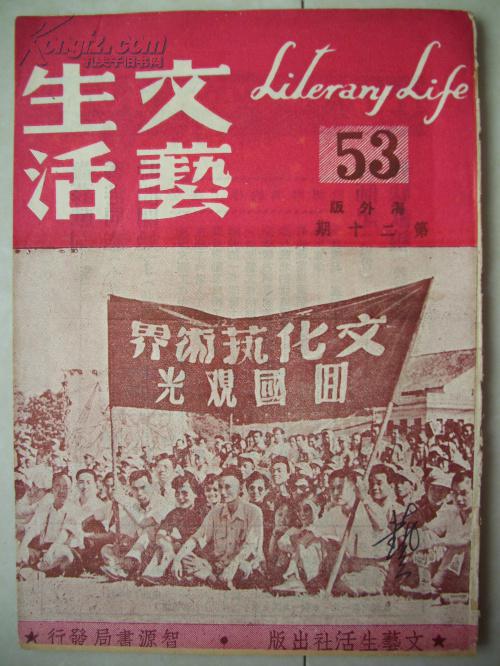 Kongfz.com
孔夫子旧书网
Literary Life
文藝
生活
53
海外版
第二十期
文化蓺術界
回國观光
★文藝生活社出版 ● 智源書局發行★